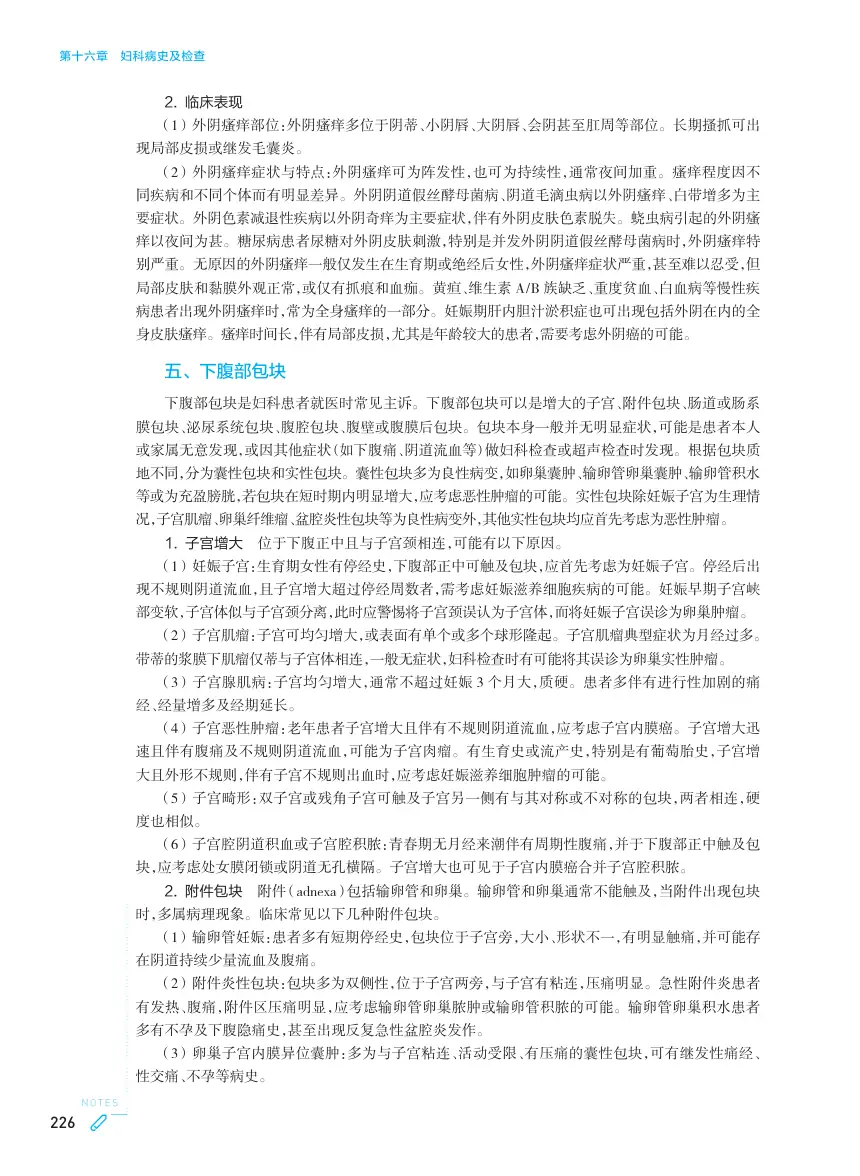 第十六章 妇科病史及检查
2. 临床表现
（1）外阴瘙痒部位：外阴瘙痒多位于阴蒂、小阴唇、大阴唇、会阴甚至肛周等部位。长期搔抓可出
现局部皮损或继发毛囊炎。
（2）外阴瘙痒症状与特点：外阴瘙痒可为阵发性，也可为持续性，通常夜间加重。瘙痒程度因不
同疾病和不同个体而有明显差异。外阴阴道假丝酵母菌病、阴道毛滴虫病以外阴瘙痒、白带增多为主
要症状。外阴色素减退性疾病以外阴奇痒为主要症状，伴有外阴皮肤色素脱失。蛲虫病引起的外阴瘙
痒以夜间为甚。糖尿病患者尿糖对外阴皮肤刺激，特别是并发外阴阴道假丝酵母菌病时，外阴瘙痒特
别严重。无原因的外阴瘙痒一般仅发生在生育期或绝经后女性，外阴瘙痒症状严重，甚至难以忍受，但
局部皮肤和黏膜外观正常，或仅有抓痕和血痂。黄疸、维生素 A/B 族缺乏、重度贫血、白血病等慢性疾
病患者出现外阴瘙痒时，常为全身瘙痒的一部分。妊娠期肝内胆汁淤积症也可出现包括外阴在内的全
身皮肤瘙痒。瘙痒时间长，伴有局部皮损，尤其是年龄较大的患者，需要考虑外阴癌的可能。
五、下腹部包块
下腹部包块是妇科患者就医时常见主诉。下腹部包块可以是增大的子宫、附件包块、肠道或肠系
膜包块、泌尿系统包块、腹腔包块、腹壁或腹膜后包块。包块本身一般并无明显症状，可能是患者本人
或家属无意发现，或因其他症状（如下腹痛、阴道流血等）做妇科检查或超声检查时发现。根据包块质
地不同，分为囊性包块和实性包块。囊性包块多为良性病变，如卵巢囊肿、输卵管卵巢囊肿、输卵管积水
等或为充盈膀胱，若包块在短时期内明显增大，应考虑恶性肿瘤的可能。实性包块除妊娠子宫为生理情
况，子宫肌瘤、卵巢纤维瘤、盆腔炎性包块等为良性病变外，其他实性包块均应首先考虑为恶性肿瘤。
1. 子宫增大 位于下腹正中且与子宫颈相连，可能有以下原因。
（1）妊娠子宫：生育期女性有停经史，下腹部正中可触及包块，应首先考虑为妊娠子宫。停经后出
现不规则阴道流血，且子宫增大超过停经周数者，需考虑妊娠滋养细胞疾病的可能。妊娠早期子宫峡
部变软，子宫体似与子宫颈分离，此时应警惕将子宫颈误认为子宫体，而将妊娠子宫误诊为卵巢肿瘤。
（2）子宫肌瘤：子宫可均匀增大，或表面有单个或多个球形隆起。子宫肌瘤典型症状为月经过多。
带蒂的浆膜下肌瘤仅蒂与子宫体相连，一般无症状，妇科检查时有可能将其误诊为卵巢实性肿瘤。
（3）子宫腺肌病：子宫均匀增大，通常不超过妊娠 3 个月大，质硬。患者多伴有进行性加剧的痛
经、经量增多及经期延长。
（4）子宫恶性肿瘤：老年患者子宫增大且伴有不规则阴道流血，应考虑子宫内膜癌。子宫增大迅
速且伴有腹痛及不规则阴道流血，可能为子宫肉瘤。有生育史或流产史，特别是有葡萄胎史，子宫增
大且外形不规则，伴有子宫不规则出血时，应考虑妊娠滋养细胞肿瘤的可能。
（5）子宫畸形：双子宫或残角子宫可触及子宫另一侧有与其对称或不对称的包块，两者相连，硬
度也相似。
（6）子宫腔阴道积血或子宫腔积脓：青春期无月经来潮伴有周期性腹痛，并于下腹部正中触及包
块，应考虑处女膜闭锁或阴道无孔横隔。子宫增大也可见于子宫内膜癌合并子宫腔积脓。
2. 附件包块 附件（adnexa）包括输卵管和卵巢。输卵管和卵巢通常不能触及，当附件出现包块
时，多属病理现象。临床常见以下几种附件包块。
（1）输卵管妊娠：患者多有短期停经史，包块位于子宫旁，大小、形状不一，有明显触痛，并可能存
在阴道持续少量流血及腹痛。
（2）附件炎性包块：包块多为双侧性，位于子宫两旁，与子宫有粘连，压痛明显。急性附件炎患者
有发热、腹痛，附件区压痛明显，应考虑输卵管卵巢脓肿或输卵管积脓的可能。输卵管卵巢积水患者
多有不孕及下腹隐痛史，甚至出现反复急性盆腔炎发作。
（3）卵巢子宫内膜异位囊肿：多为与子宫粘连、活动受限、有压痛的囊性包块，可有继发性痛经、
性交痛、不孕等病史。
NOTES
226